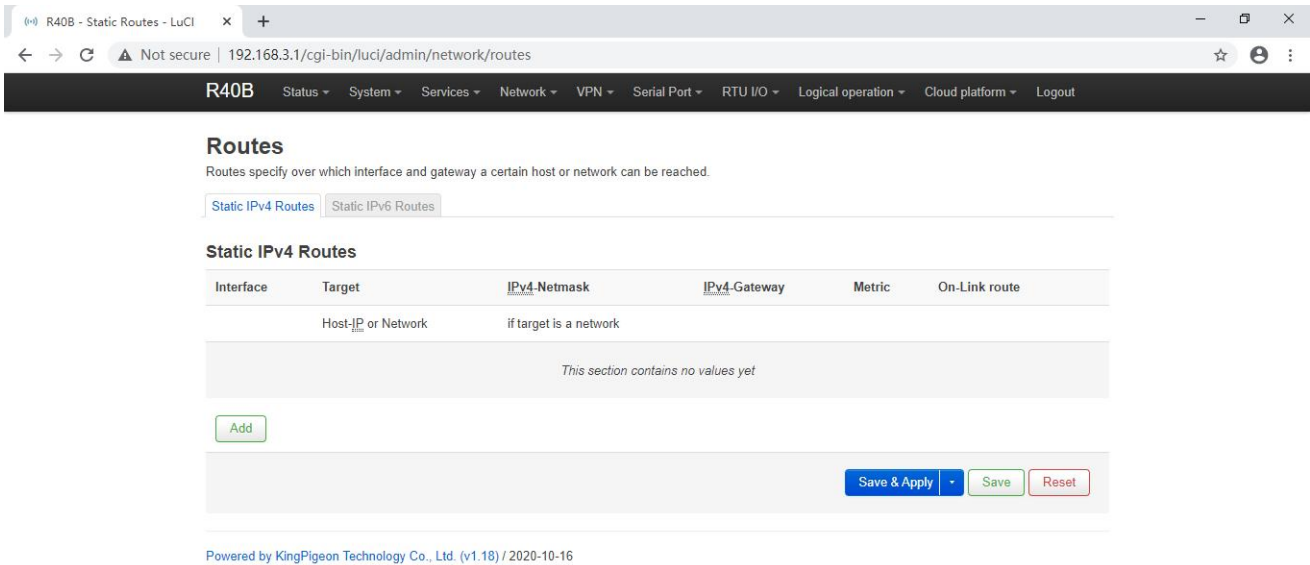 R40B - Static Routes - LuCI
Not secure | 192.168.3.1/cgi-bin/luci/admin/network/routes
R40B Status System Services Network VPN Serial Port RTU I/O Logical operation Cloud platform Logout
Routes
Routes specify over which interface and gateway a certain host or network can be reached.
Static IPv4 Routes Static IPv6 Routes
Static IPv4 Routes
Interface Target IPv4-Netmask IPv4-Gateway Metric On-Link route
Host-IP or Network if target is a network
This section contains no values yet
Add
Save & Apply Save Reset
Powered by KingPigeon Technology Co., Ltd. (v1.18) / 2020-10-16